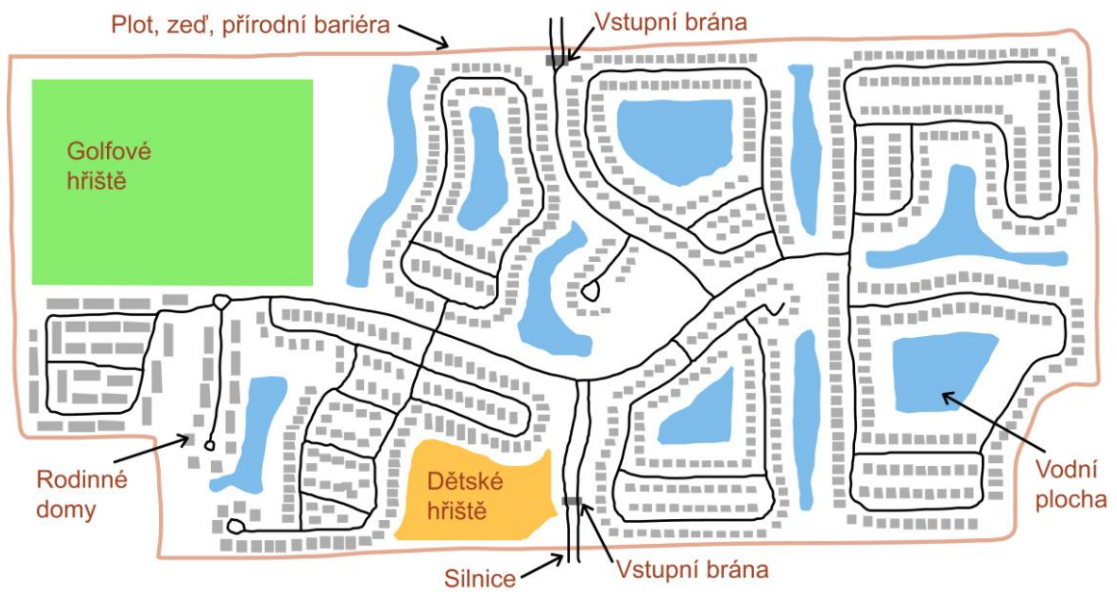 Plot, zeď, přírodní bariéra
Vstupní brána
Golfové
hřiště
Rodinné
domy
Dětské
hřiště
Vodní
plocha
Silnice
Vstupní brána